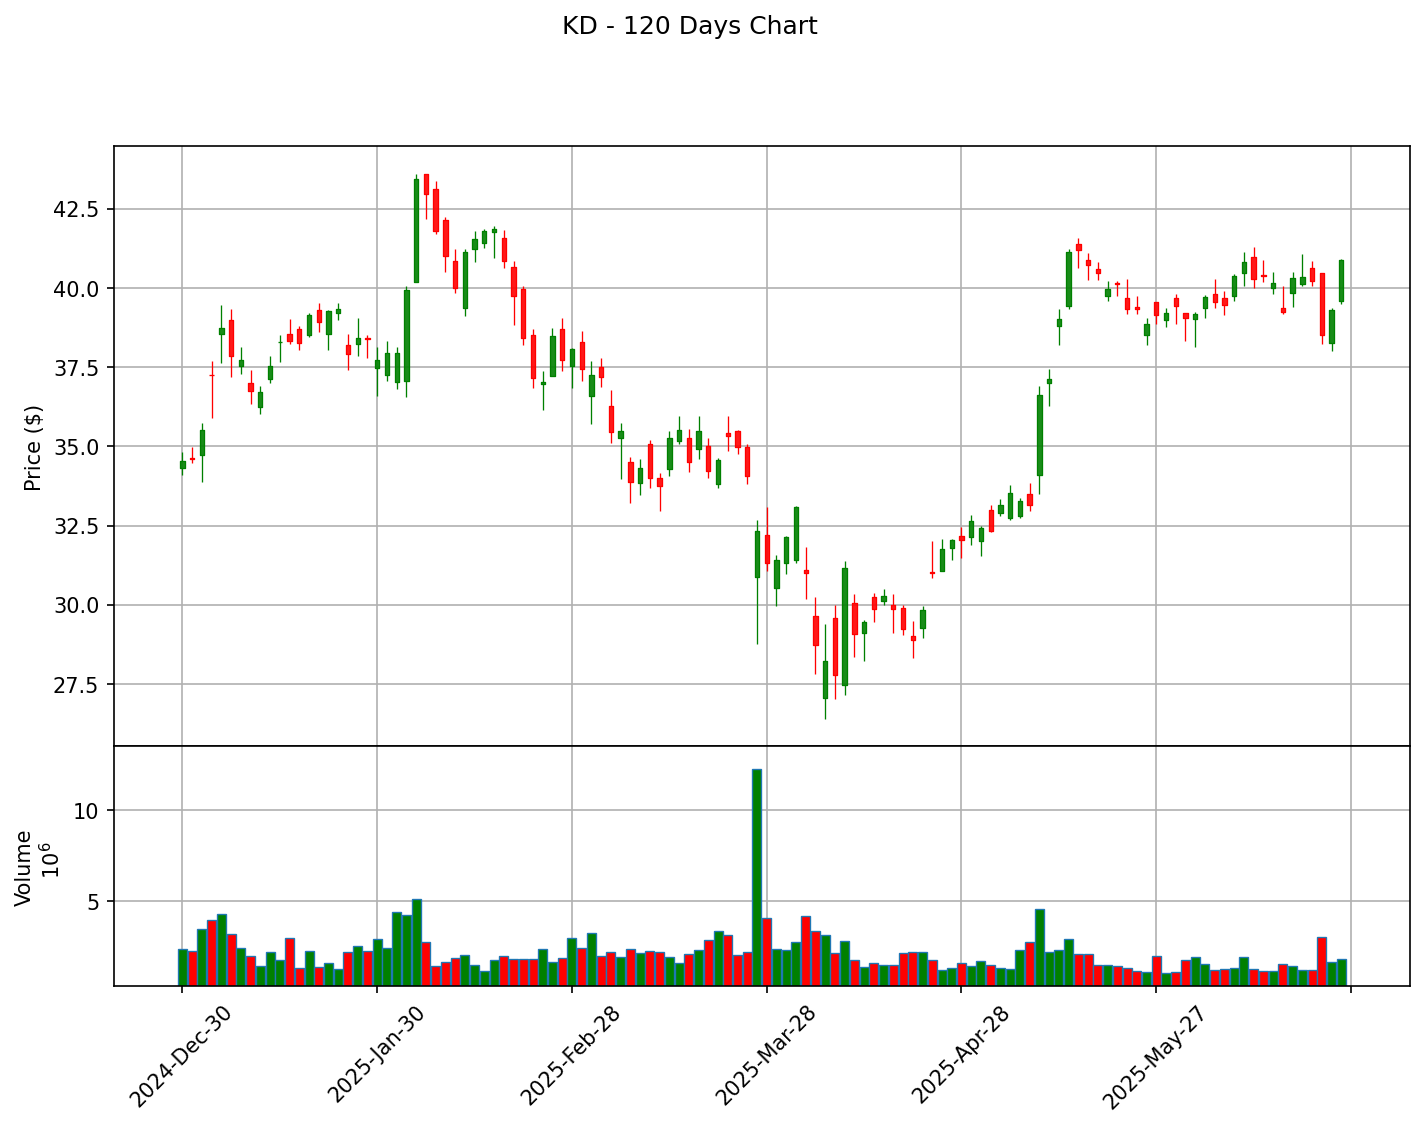 KD - 120 Days Chart
Price ($)
42.5
40.0
37.5
35.0
32.5
30.0
27.5
Volume
10^6
10
5
2024-Dec-30
2025-Jan-30
2025-Feb-28
2025-Mar-28
2025-Apr-28
2025-May-27